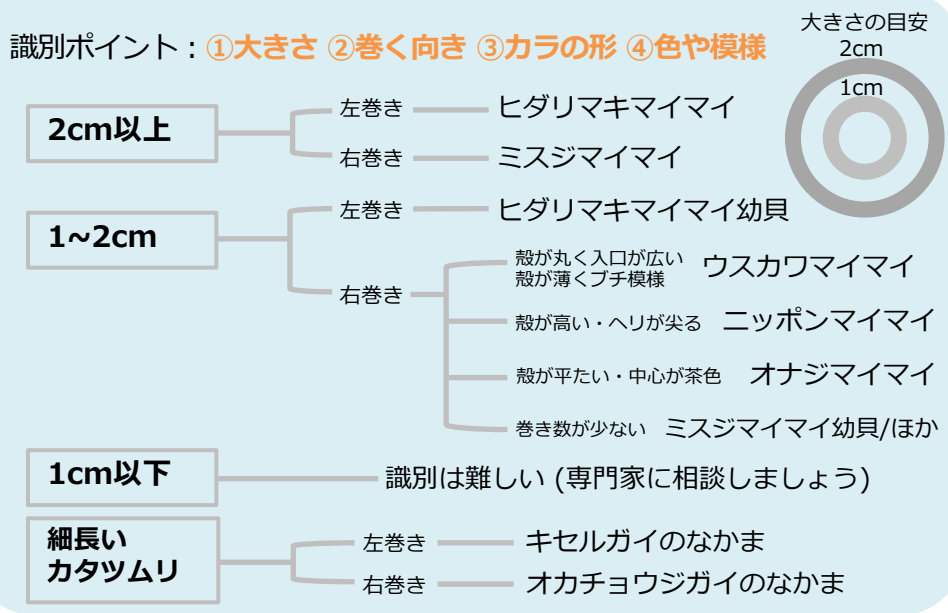 識別ポイント：①大きさ ②巻く向き ③カラの形 ④色や模様
大きさの目安
2cm
1cm
2cm以上
左巻き ヒダリマキマイマイ
右巻き ミスジマイマイ
1~2cm
左巻き ヒダリマキマイマイ幼貝
右巻き
殻が丸く入口が広い
殻が薄くブチ模様
ウスカワマイマイ
殻が高い・ヘリが尖る ニッポンマイマイ
殻が平たい・中心が茶色 オナジマイマイ
巻き数が少ない ミスジマイマイ幼貝/ほか
1cm以下
識別は難しい (専門家に相談しましょう)
細長い
カタツムリ
左巻き キセルガイのなかま
右巻き オカチョウジガイのなかま